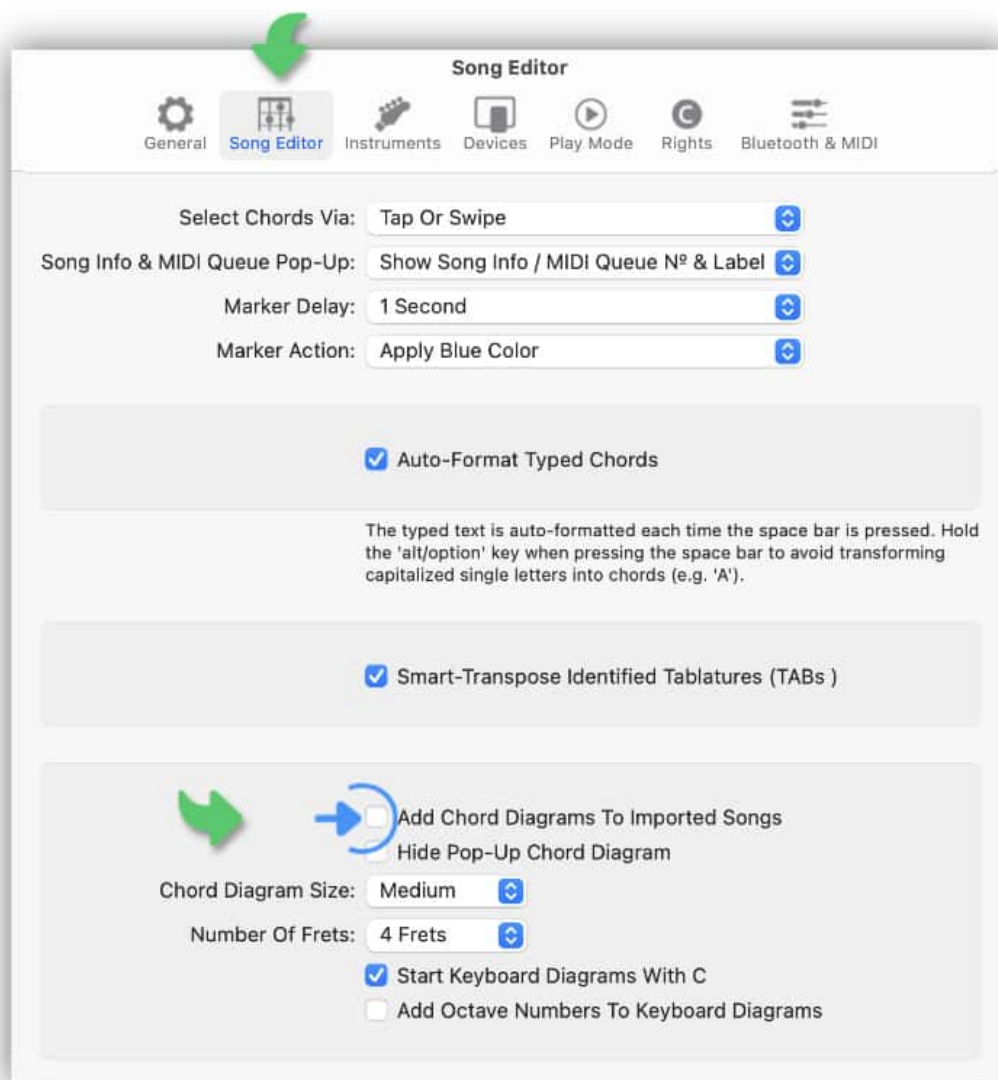 Song Editor
General Song Editor Instruments Devices Play Mode Rights Bluetooth & MIDI
Select Chords Via: Tap Or Swipe
Song Info & MIDI Queue Pop-Up: Show Song Info / MIDI Queue Nº & Label
Marker Delay: 1 Second
Marker Action: Apply Blue Color
Auto-Format Typed Chords
The typed text is auto-formatted each time the space bar is pressed. Hold
the 'alt/option' key when pressing the space bar to avoid transforming
capitalized single letters into chords (e.g. 'A').
Smart-Transpose Identified Tablatures (TABs )
Add Chord Diagrams To Imported Songs
Hide Pop-Up Chord Diagram
Chord Diagram Size: Medium
Number Of Frets: 4 Frets
Start Keyboard Diagrams With C
Add Octave Numbers To Keyboard Diagrams